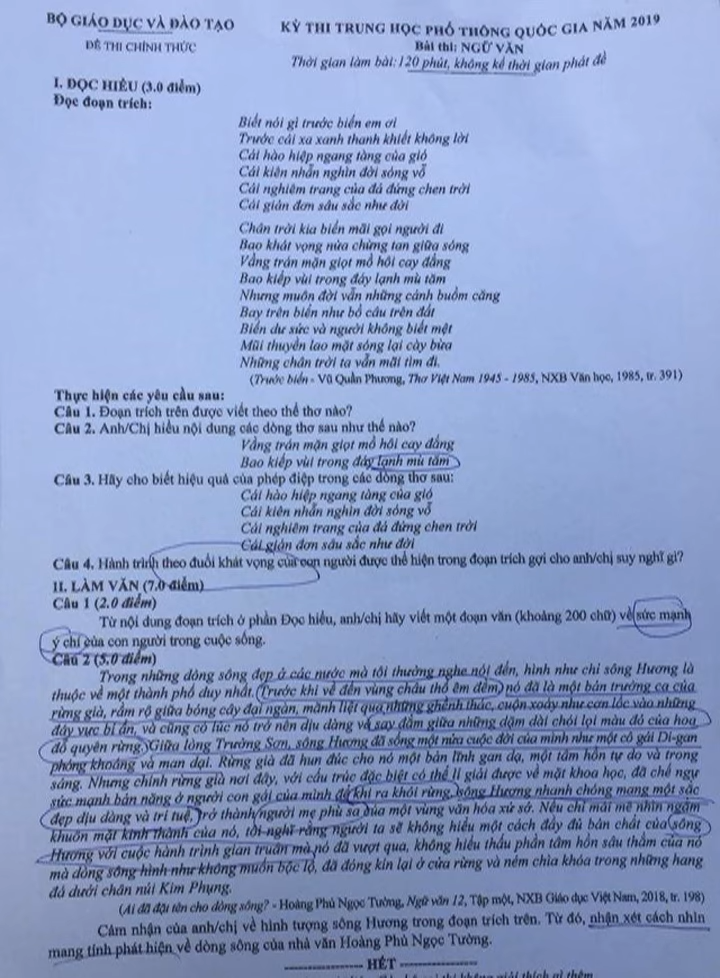 BỘ GIÁO DỤC VÀ ĐÀO TẠO
ĐỀ THI CHÍNH THỨC
KỲ THI TRUNG HỌC PHỔ THÔNG QUỐC GIA NĂM 2019
Bài thi: NGỮ VĂN
Thời gian làm bài: 120 phút, không kể thời gian phát đề
I. ĐỌC HIỂU (3.0 điểm)
Đọc đoạn trích:
Biết nói gì trước biển em ơi
Trước cái xa xanh thanh khiết không lời
Cái hào hiệp ngang tàng của gió
Cái kiên nhẫn nghìn đời sóng vỗ
Cái nghiêm trang của đá đứng chen trời
Cái giản đơn sâu sắc như đời
Chân trời kia biển mãi gọi người đi
Bao khát vọng nửa chừng tan giữa sóng
Vầng trán mặn giọt mồ hôi cay đắng
Bao kiếp vùi trong đáy lạnh mù tăm
Nhưng muôn đời vẫn những cánh buồm căng
Bay trên biển như bồ câu trên đất
Biển dư sức và người không biết mệt
Mũi thuyền lao mặt sóng lại cày bừa
Những chân trời ta vẫn mãi tìm đi.
(Trước biển - Vũ Quần Phương, Thơ Việt Nam 1945 - 1985, NXB Văn học, 1985, tr. 391)
Thực hiện các yêu cầu sau:
Câu 1. Đoạn trích trên được viết theo thể thơ nào?
Câu 2. Anh/Chị hiểu nội dung các dòng thơ sau như thế nào?
Vầng trán mặn giọt mồ hôi cay đắng
Bao kiếp vùi trong đáy lạnh mù tăm
Câu 3. Hãy cho biết hiệu quả của phép điệp trong các dòng thơ sau:
Cái hào hiệp ngang tàng của gió
Cái kiên nhẫn nghìn đời sóng vỗ
Cái nghiêm trang của đá đứng chen trời
Cái giản đơn sâu sắc như đời
Câu 4. Hành trình theo đuổi khát vọng của con người được thể hiện trong đoạn trích gợi cho anh/chị suy nghĩ gì?
II. LÀM VĂN (7.0 điểm)
Câu 1 (2.0 điểm)
Từ nội dung đoạn trích ở phần Đọc hiểu, anh/chị hãy viết một đoạn văn (khoảng 200 chữ) về sức mạnh
ý chí của con người trong cuộc sống.
Câu 2 (5.0 điểm)
Trong những dòng sông đẹp ở các nước mà tôi thường nghe nói đến, hình như chỉ sông Hương là
thuộc về một thành phố duy nhất. Trước khi về đến vùng châu thổ êm đềm, nó đã là một bản trường ca của
rừng già, rầm rộ giữa bóng cây đại ngàn, mãnh liệt qua những ghềnh thác, cuộn xoáy như cơn lốc vào những
đáy vực bí ẩn, và cũng có lúc nó trở nên dịu dàng và say đắm giữa những dặm dài chói lọi màu đỏ của hoa
đỗ quyên rừng. Giữa lòng Trường Sơn, sông Hương đã sống một nửa cuộc đời của mình như một cô gái Di-gan
phóng khoáng và man dại. Rừng già đã hun đúc cho nó một bản lĩnh gan dạ, một tâm hồn tự do và trong
sáng. Nhưng chính rừng già nơi đây, với cấu trúc đặc biệt có thể lí giải được về mặt khoa học, đã chế ngự
sức mạnh bản năng ở người con gái của mình để khi ra khỏi rừng, sông Hương nhanh chóng mang một sắc
đẹp dịu dàng và trí tuệ, trở thành người mẹ phù sa của một vùng văn hóa xứ sở. Nếu chỉ mải mê nhìn ngắm
khuôn mặt kinh thành của nó, tôi nghĩ rằng người ta sẽ không hiểu một cách đầy đủ bản chất của sông
Hương với cuộc hành trình gian truân mà nó đã vượt qua, không hiểu thấu phần tâm hồn sâu thẳm của nó
mà dòng sông hình như không muốn bộc lộ, đã đóng kín lại ở cửa rừng và ném chìa khóa trong những hang
đá dưới chân núi Kim Phụng.
(Ai đã đặt tên cho dòng sông? - Hoàng Phủ Ngọc Tường, Ngữ văn 12, Tập một, NXB Giáo dục Việt Nam, 2018, tr. 198)
Cảm nhận của anh/chị về hình tượng sông Hương trong đoạn trích trên. Từ đó, nhận xét cách nhìn
mang tính phát hiện về dòng sông của nhà văn Hoàng Phủ Ngọc Tường.
---------- HẾT ----------